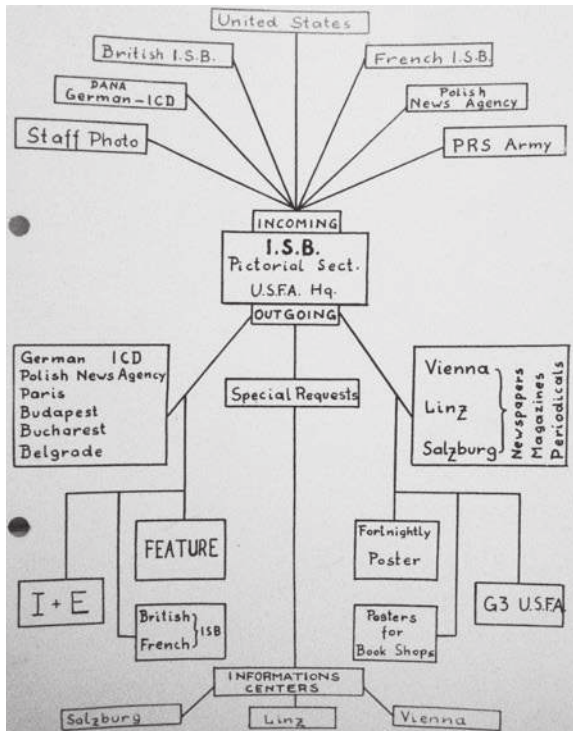 United States
British I.S.B.
French I.S.B.
DANA
German-ICD
Polish
News Agency
Staff Photo
PRS Army
INCOMING
I.S.B.
Pictorial Sect.
U.S.F.A. Hq.
OUTGOING
German ICD
Polish News Agency
Paris
Budapest
Bucharest
Belgrade
Special Requests
Vienna
Linz
Salzburg
Newspapers
Magazines
Periodicals
FEATURE
Fortnightly
Poster
I + E
G3 U.S.F.A.
British
French
ISB
Posters
for
Book Shops
INFORMATIONS
CENTERS
Salzburg
Linz
Vienna